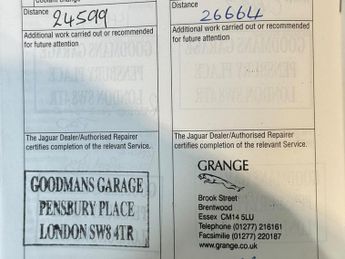 Coolant change
Distance
24599
Additional work carried out or recommended
for future attention
The Jaguar Dealer/Authorised Repairer
certifies completion of the relevant Service.
GOODMANS GARAGE
PENSBURY PLACE
LONDON SW8 4TR
Distance
26664
Additional work carried out or recommended
for future attention
The Jaguar Dealer/Authorised Repairer
certifies completion of the relevant Service.
GRANGE
Brook Street
Brentwood
Essex CM14 5LU
Telephone (01277) 216161
Facsimilie (01277) 220187
www.grange.co.uk